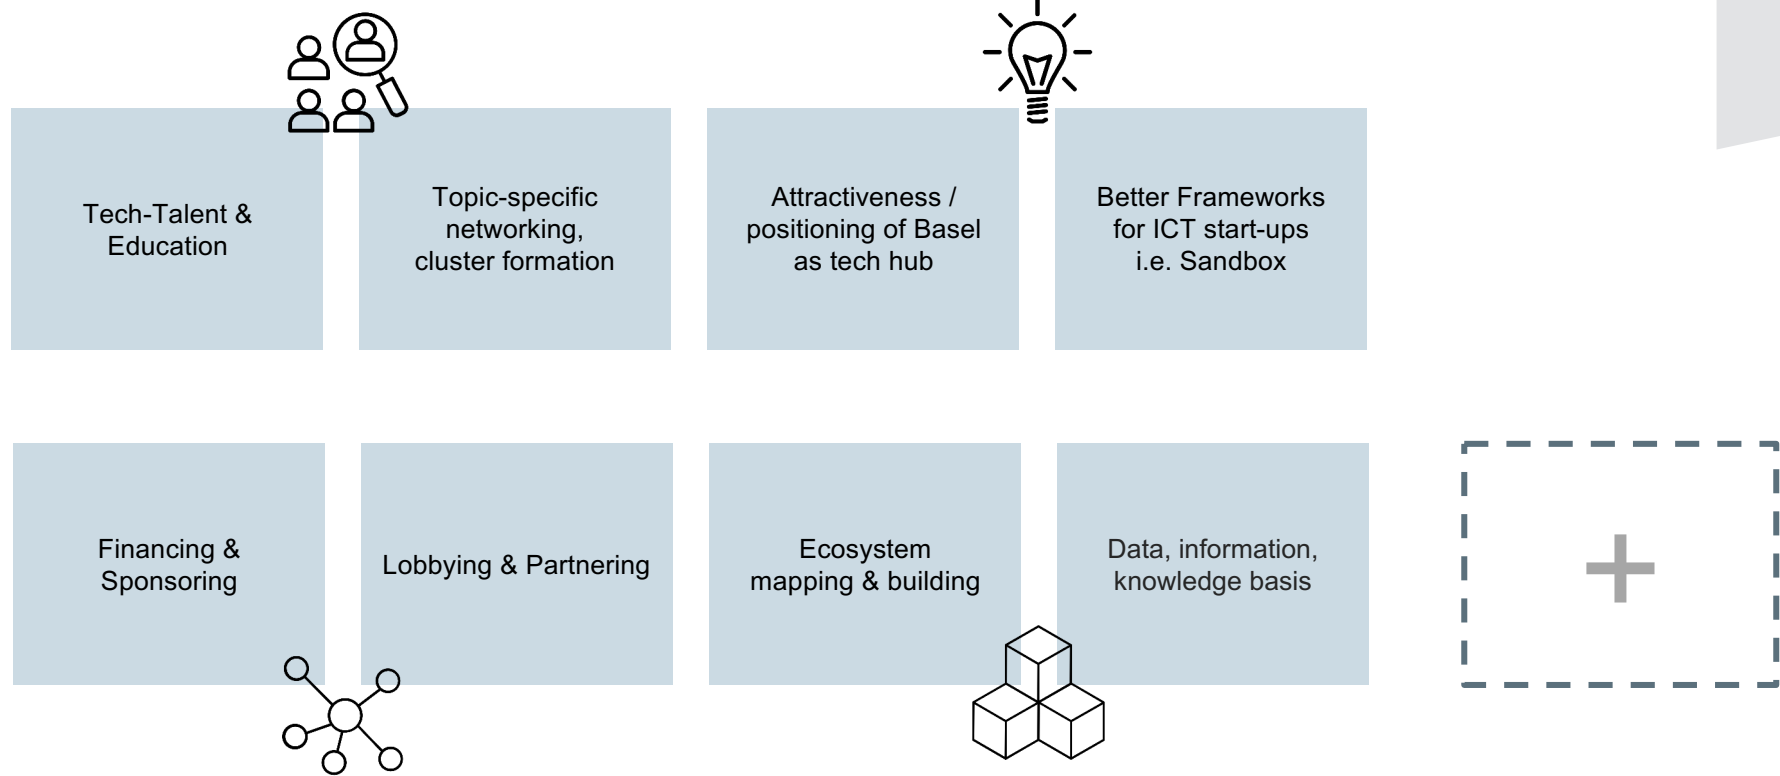 Tech-Talent &
Education
Topic-specific
networking,
cluster formation
Attractiveness /
positioning of Basel
as tech hub
Better Frameworks
for ICT start-ups
i.e. Sandbox
Financing &
Sponsoring
Lobbying & Partnering
Ecosystem
mapping & building
Data, information,
knowledge basis
+